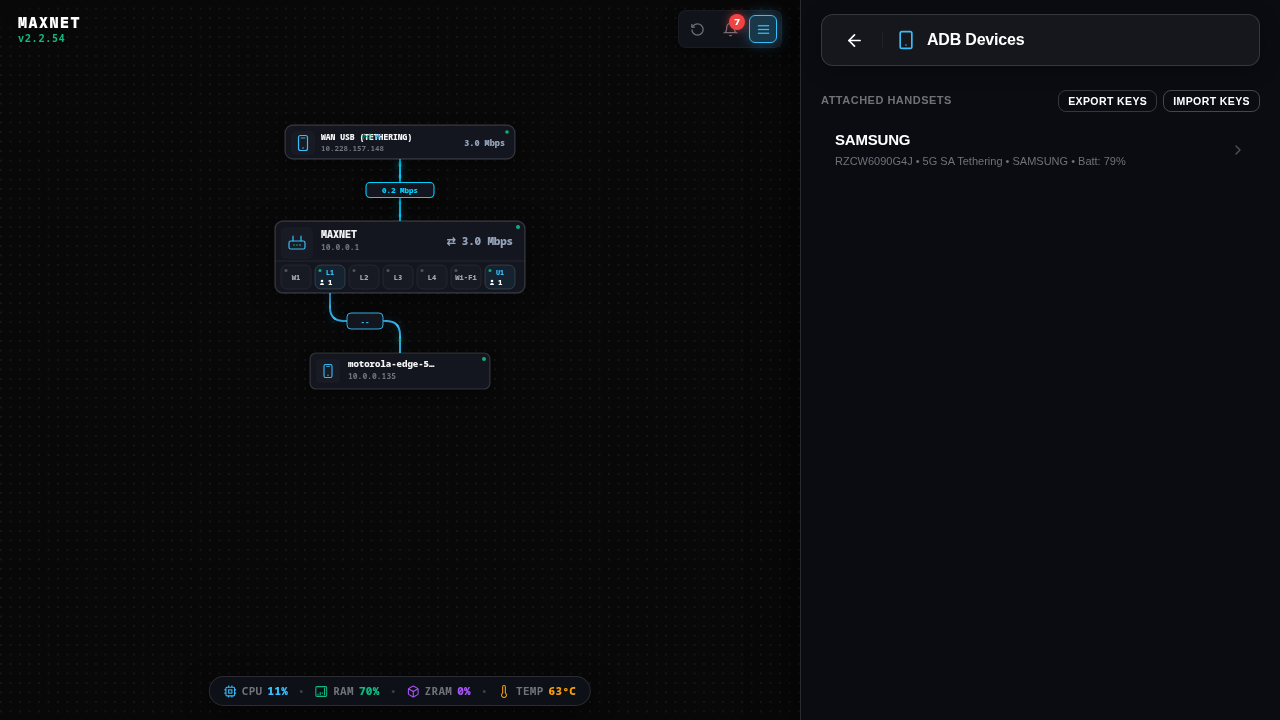 MAXNET
v2.2.54
7
WAN USB (TETHERING)
10.228.157.148
3.0 Mbps
0.2 Mbps
MAXNET
10.0.0.1
⇄ 3.0 Mbps
W1
L1
1
L2
L3
L4
Wi-Fi
U1
1
--
motorola-edge-5…
10.0.0.135
CPU 11% • RAM 70% • ZRAM 0% • TEMP 63°C
ADB Devices
ATTACHED HANDSETS
EXPORT KEYS
IMPORT KEYS
SAMSUNG
RZCW6090G4J • 5G SA Tethering • SAMSUNG • Batt: 79%